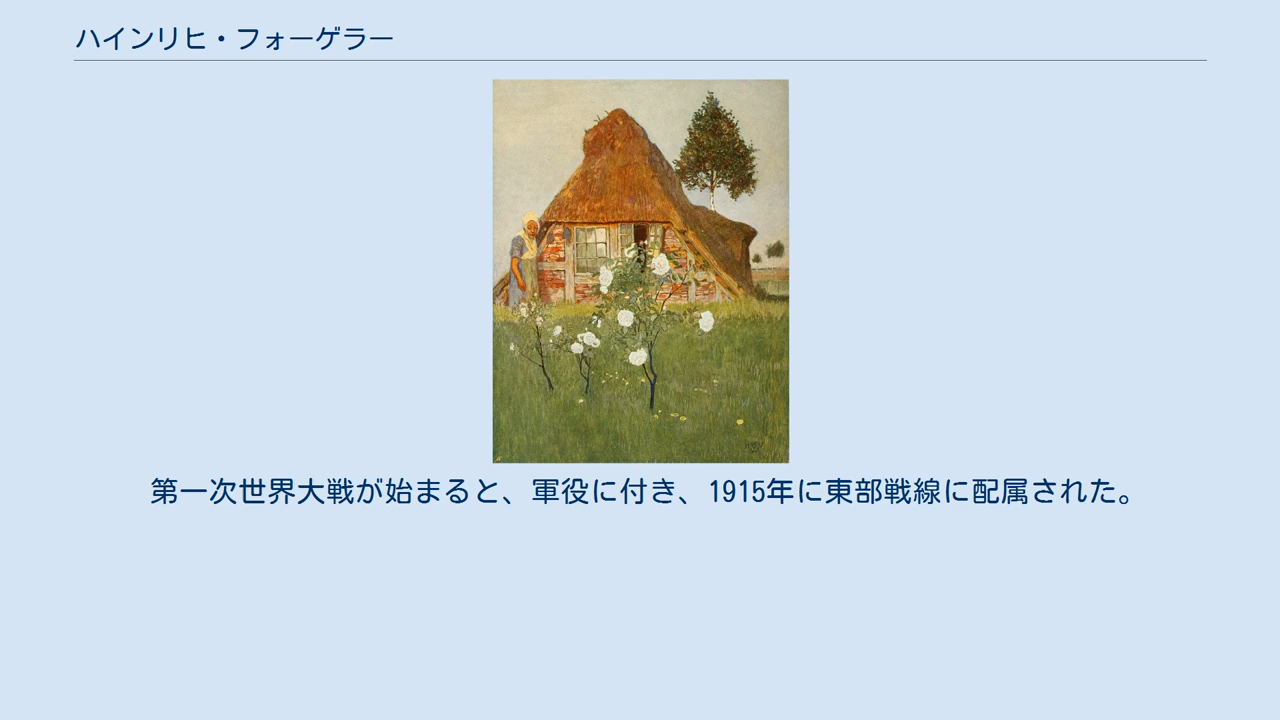 ハインリヒ・フォーゲラー
第一次世界大戦が始まると、軍役に付き、1915年に東部戦線に配属された。